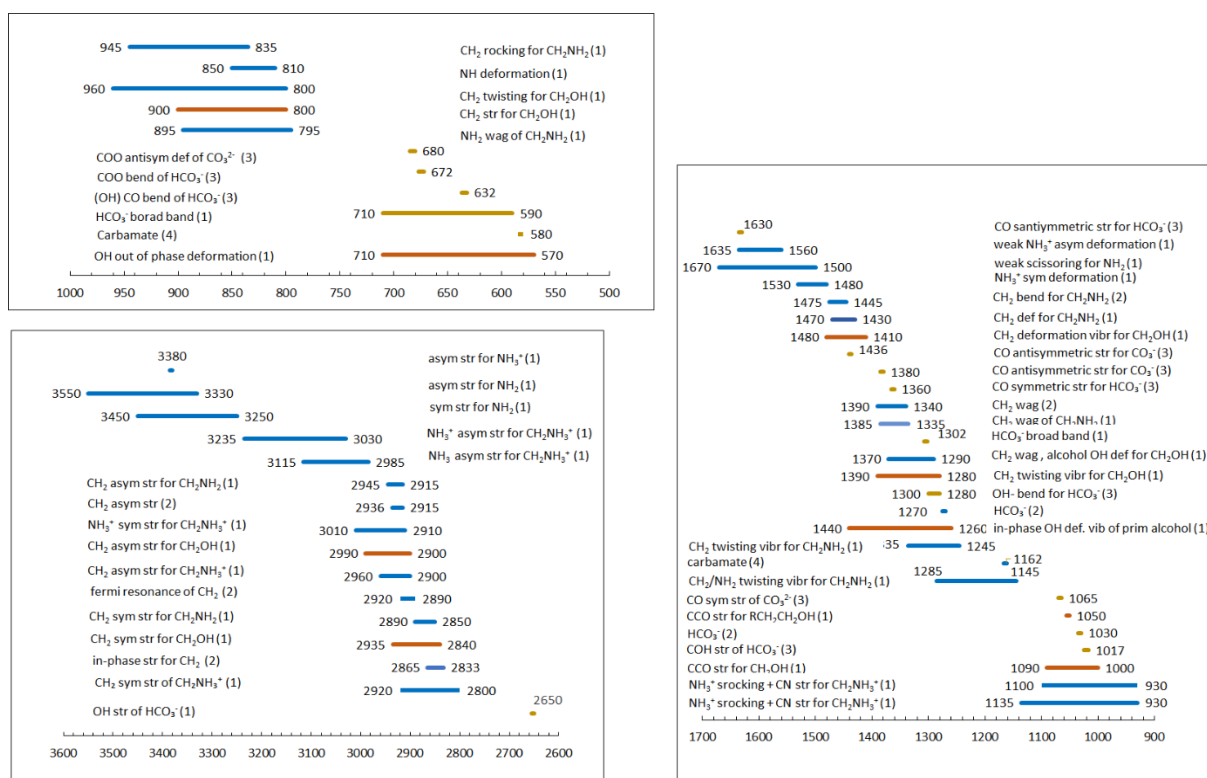 945 835 CH₂ rocking for CH₂NH₂ (1)
850 810 NH deformation (1)
960 800 CH₂ twisting for CH₂OH (1)
900 800 CH₂ str for CH₂OH (1)
895 795 NH₂ wag of CH₂NH₂ (1)
COO antisym def of CO₃²⁻ (3) 680
COO bend of HCO₃⁻ (3) 672
(OH) CO bend of HCO₃⁻ (3) 632
HCO₃⁻ borad band (1) 710 590
Carbamate (4) 580
OH out of phase deformation (1) 710 570
1000 950 900 850 800 750 700 650 600 550 500
3380 asym str for NH₃⁺ (1)
3550 3330 asym str for NH₂ (1)
3450 3250 sym str for NH₂ (1)
3235 3030 NH₃⁺ asym str for CH₂NH₃⁺ (1)
3115 2985 NH₃ asym str for CH₂NH₃⁺ (1)
CH₂ asym str for CH₂NH₂ (1) 2945 2915
CH₂ asym str (2) 2936 2915
NH₃⁺ sym str for CH₂NH₃⁺ (1) 3010 2910
CH₂ asym str for CH₂OH (1) 2990 2900
CH₂ asym str for CH₂NH₃⁺ (1) 2960 2900
fermi resonance of CH₂ (2) 2920 2890
CH₂ sym str for CH₂NH₂ (1) 2890 2850
CH₂ sym str for CH₂OH (1) 2935 2840
in-phase str for CH₂ (2) 2865 2833
CH₂ sym str of CH₂NH₃⁺ (1) 2920 2800
OH str of HCO₃⁻ (1) 2650
3600 3500 3400 3300 3200 3100 3000 2900 2800 2700 2600
1630 CO santiymmetric str for HCO₃⁻ (3)
1635 1560 weak NH₃⁺ asym deformation (1)
1670 1500 weak scissoring for NH₂ (1)
1530 1480 NH₃⁺ sym deformation (1)
1475 1445 CH₂ bend for CH₂NH₂ (2)
1470 1430 CH₂ def for CH₂NH₂ (1)
1480 1410 CH₂ deformation vibr for CH₂OH (1)
1436 CO antisymmetric str for CO₃⁻ (3)
1380 CO antisymmetric str for CO₃⁻ (3)
1360 CO symmetric str for HCO₃⁻ (3)
1390 1340 CH₂ wag (2)
1385 1335 CH₂ wag of CH₂NH₂ (1)
1302 HCO₃⁻ broad band (1)
1370 1290 CH₂ wag , alcohol OH def for CH₂OH (1)
1390 1280 CH₂ twisting vibr for CH₂OH (1)
1300 1280 OH- bend for HCO₃⁻ (3)
1270 HCO₃⁻ (2)
1440 1260 in-phase OH def. vib of prim alcohol (1)
CH₂ twisting vibr for CH₂NH₂ (1) 35 1245
carbamate (4) 1162
CH₂/NH₂ twisting vibr for CH₂NH₂ (1) 1285 1145
CO sym str of CO₃²⁻ (3) 1065
CCO str for RCH₂CH₂OH (1) 1050
HCO₃⁻ (2) 1030
COH str of HCO₃⁻ (3) 1017
CCO str for CH₂OH (1) 1090 1000
NH₃⁺ srocking + CN str for CH₂NH₃⁺ (1) 1100 930
NH₃⁺ srocking + CN str for CH₂NH₃⁺ (1) 1135 930
1700 1600 1500 1400 1300 1200 1100 1000 900